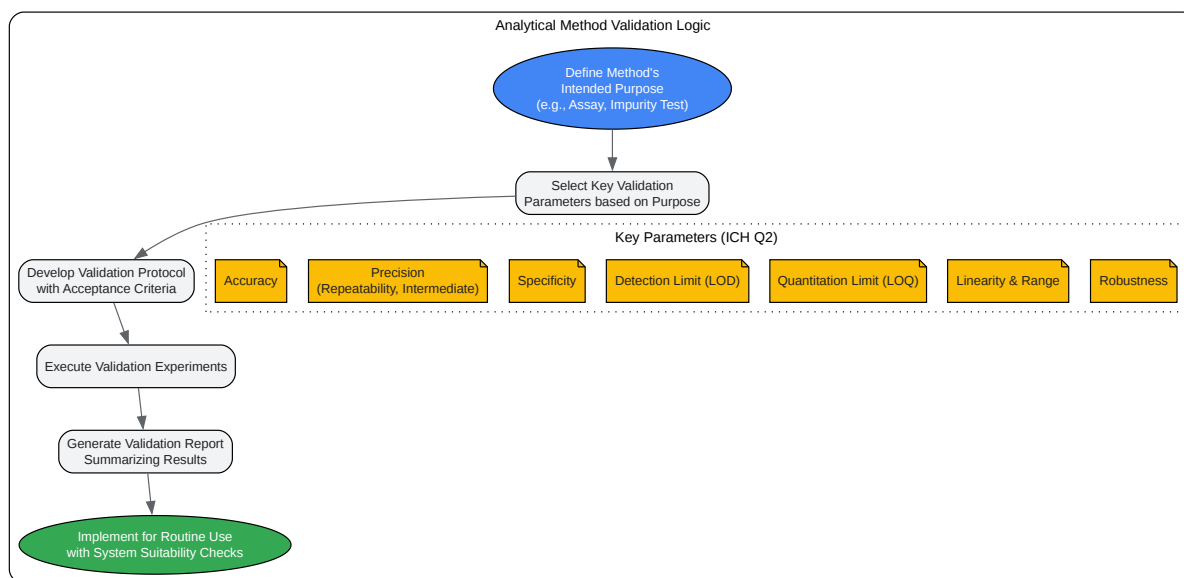 Analytical Method Validation Logic
Define Method's
Intended Purpose
(e.g., Assay, Impurity Test)
Select Key Validation
Parameters based on Purpose
Key Parameters (ICH Q2)
Develop Validation Protocol
with Acceptance Criteria
Accuracy
Precision
(Repeatability, Intermediate)
Specificity
Detection Limit (LOD)
Quantitation Limit (LOQ)
Linearity & Range
Robustness
Execute Validation Experiments
Generate Validation Report
Summarizing Results
Implement for Routine Use
with System Suitability Checks